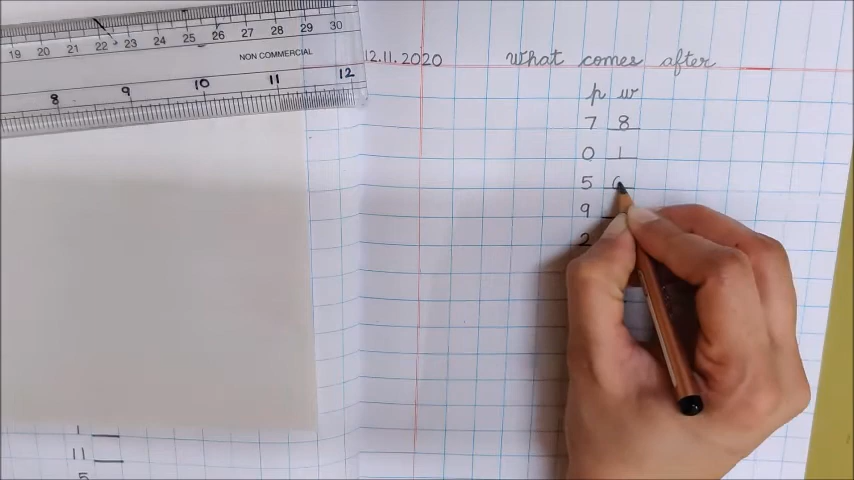 19 20 21 22 23 24 25 26 27 28 29 30
NON COMMERCIAL
8 9 10 11 12
12.11.2020 What comes after
p w
7 8
0 1
5
9
2
1
11
5